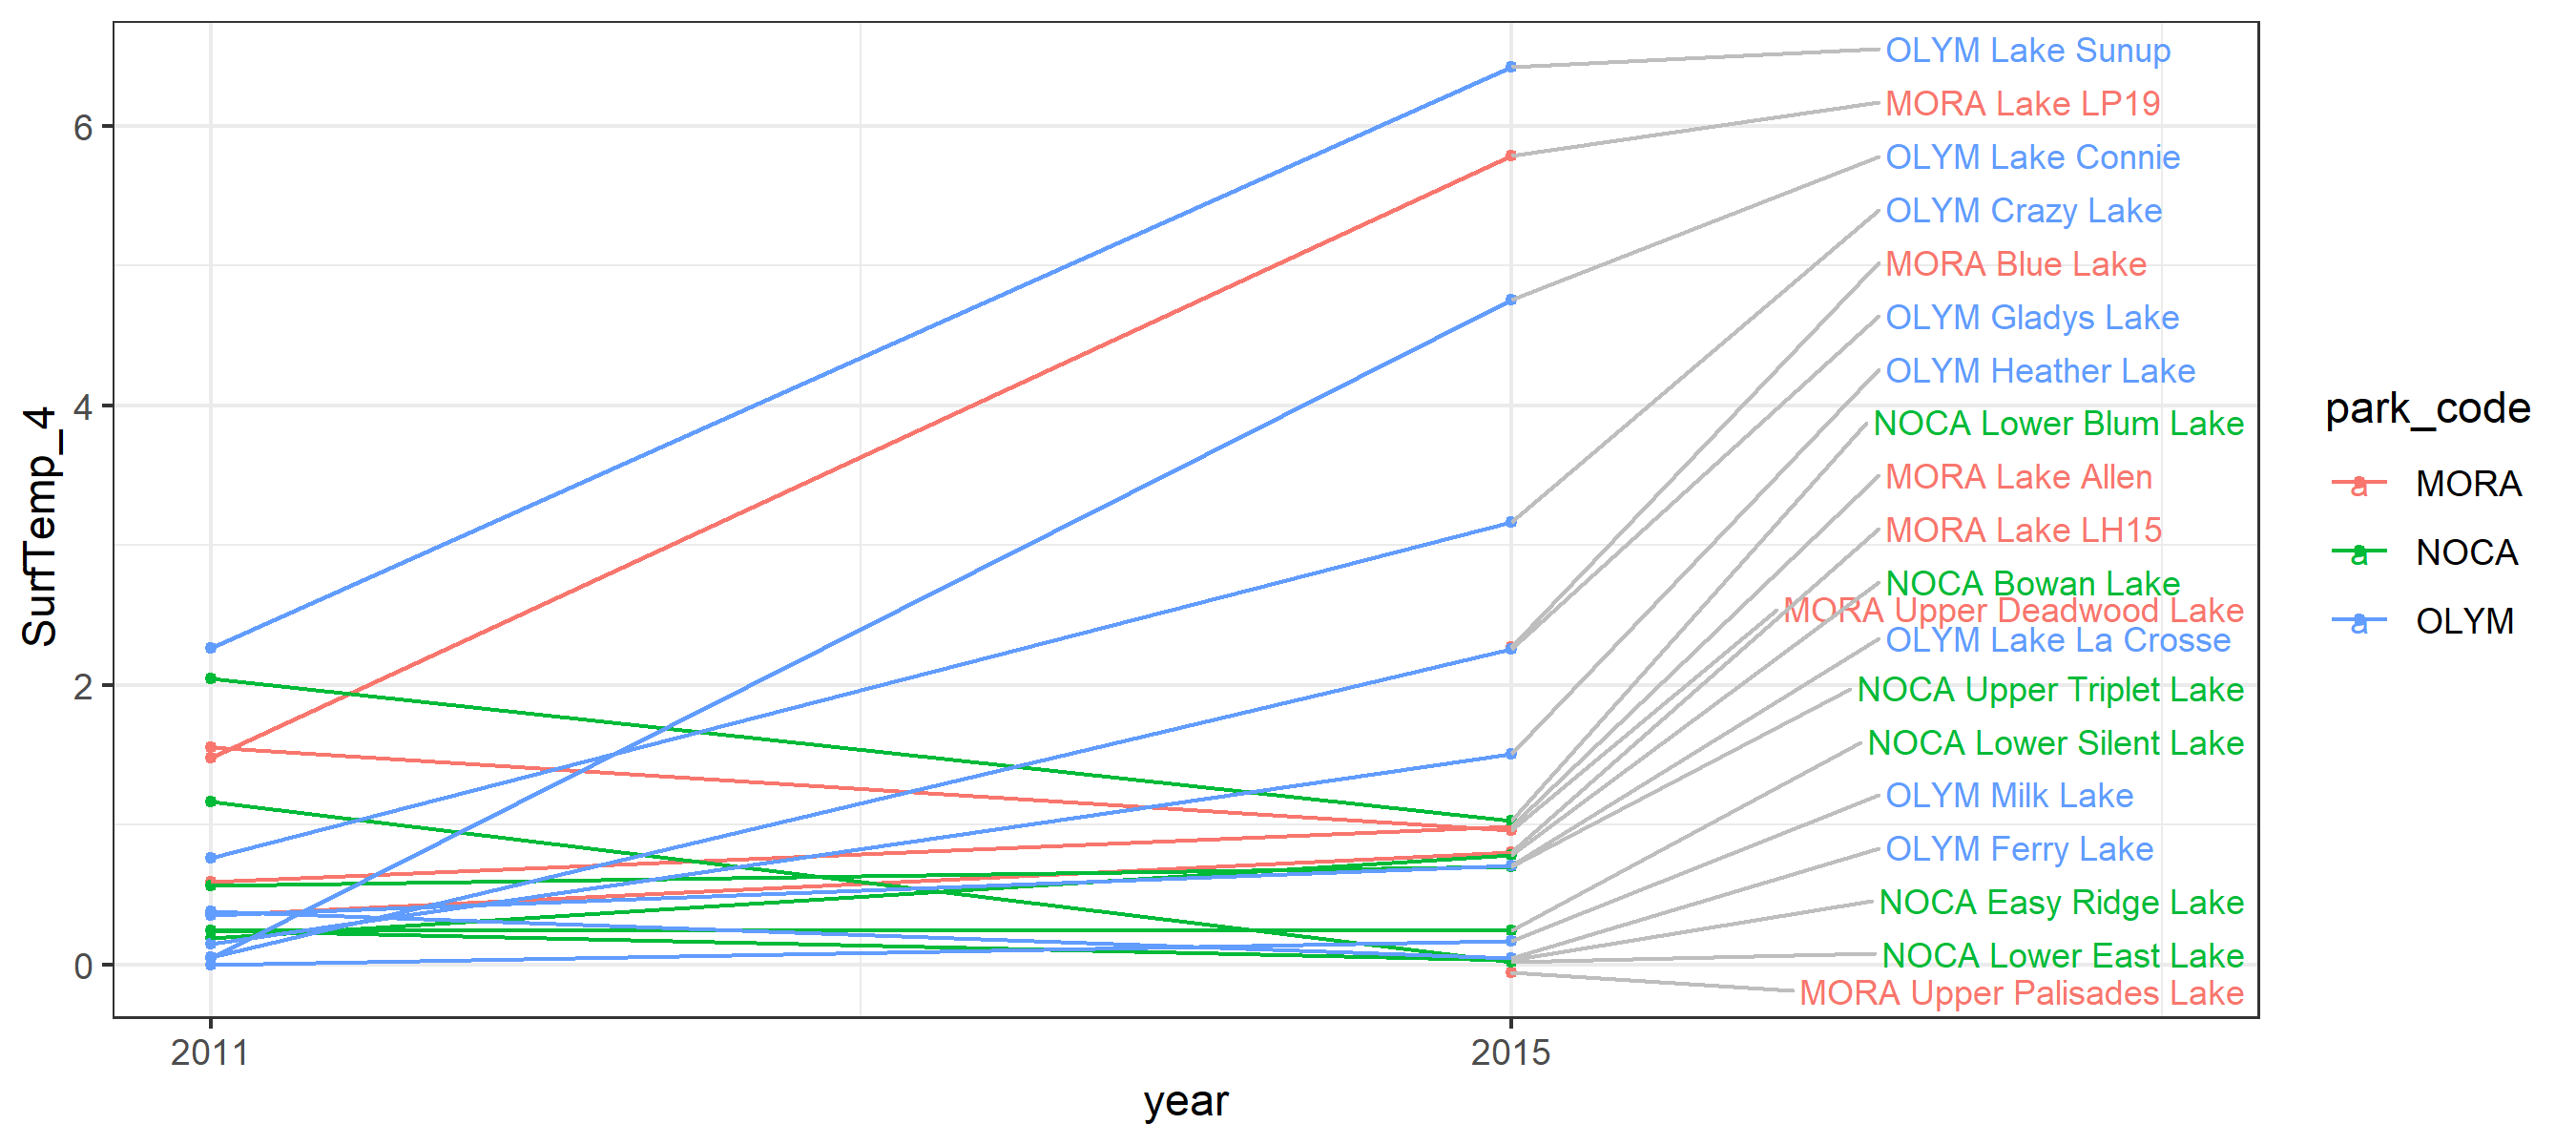 OLYM Lake Sunup
MORA Lake LP19
OLYM Lake Connie
OLYM Crazy Lake
MORA Blue Lake
OLYM Gladys Lake
OLYM Heather Lake
NOCA Lower Blum Lake
MORA Lake Allen
MORA Lake LH15
NOCA Bowan Lake
MORA Upper Deadwood Lake
OLYM Lake La Crosse
NOCA Upper Triplet Lake
NOCA Lower Silent Lake
OLYM Milk Lake
OLYM Ferry Lake
NOCA Easy Ridge Lake
NOCA Lower East Lake
MORA Upper Palisades Lake
6
4
2
0
SurfTemp_4
2011
2015
year
park_code
a MORA
a NOCA
a OLYM